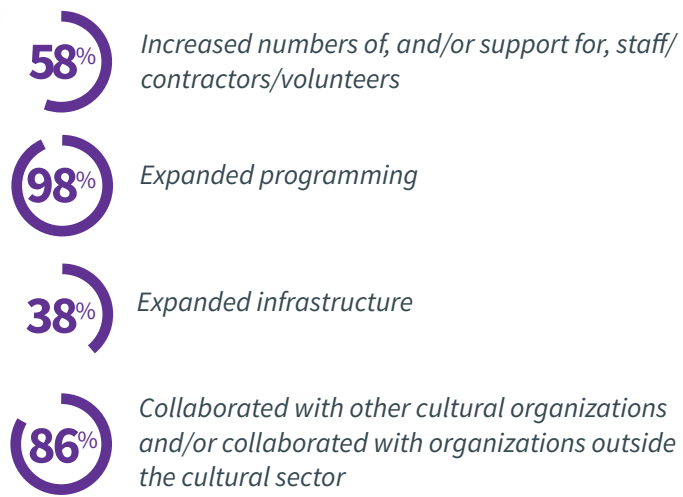 58%
Increased numbers of, and/or support for, staff/
contractors/volunteers
98%
Expanded programming
38%
Expanded infrastructure
86%
Collaborated with other cultural organizations
and/or collaborated with organizations outside
the cultural sector